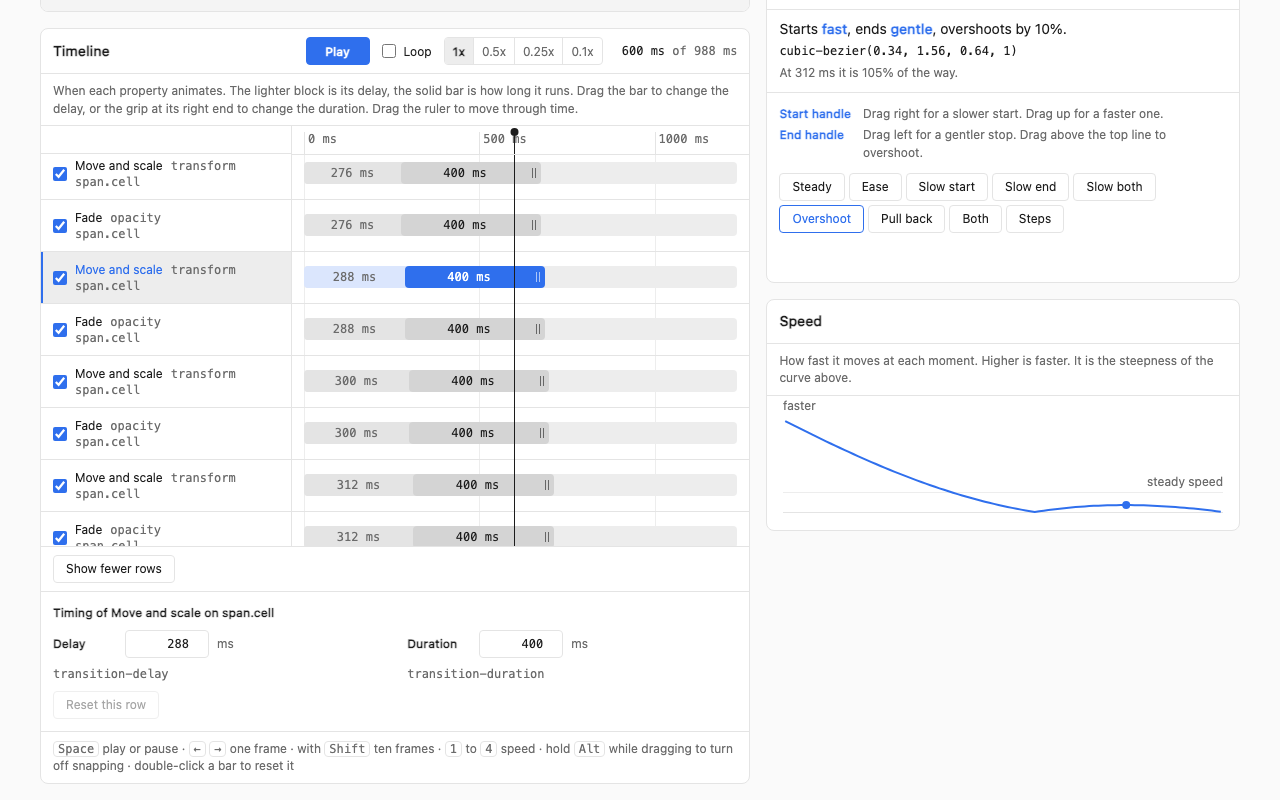 Timeline
Play
Loop
1x 0.5x 0.25x 0.1x
600 ms of 988 ms
When each property animates. The lighter block is its delay, the solid bar is how long it runs. Drag the bar to change the
delay, or the grip at its right end to change the duration. Drag the ruler to move through time.
0 ms 500 ms 1000 ms
Move and scale transform
span.cell
276 ms 400 ms
Fade opacity
span.cell
276 ms 400 ms
Move and scale transform
span.cell
288 ms 400 ms
Fade opacity
span.cell
288 ms 400 ms
Move and scale transform
span.cell
300 ms 400 ms
Fade opacity
span.cell
300 ms 400 ms
Move and scale transform
span.cell
312 ms 400 ms
Fade opacity
span.cell
312 ms 400 ms
Show fewer rows
Timing of Move and scale on span.cell
Delay 288 ms
transition-delay
Duration 400 ms
transition-duration
Reset this row
Space play or pause · ← → one frame · with Shift ten frames · 1 to 4 speed · hold Alt while dragging to turn
off snapping · double-click a bar to reset it
Starts fast, ends gentle, overshoots by 10%.
cubic-bezier(0.34, 1.56, 0.64, 1)
At 312 ms it is 105% of the way.
Start handle Drag right for a slower start. Drag up for a faster one.
End handle Drag left for a gentler stop. Drag above the top line to
overshoot.
Steady Ease Slow start Slow end Slow both
Overshoot Pull back Both Steps
Speed
How fast it moves at each moment. Higher is faster. It is the steepness of the
curve above.
faster
steady speed